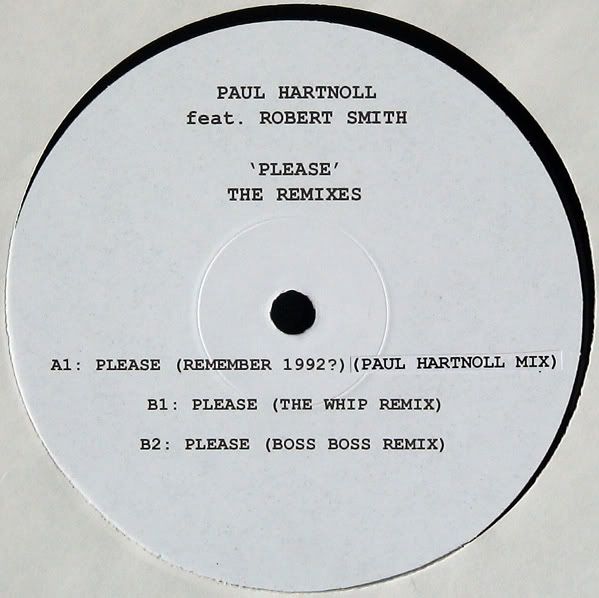 PAUL HARTNOLL
feat. ROBERT SMITH
‘PLEASE’
THE REMIXES
A1: PLEASE (REMEMBER 1992?) (PAUL HARTNOLL MIX)
B1: PLEASE (THE WHIP REMIX)
B2: PLEASE (BOSS BOSS REMIX)